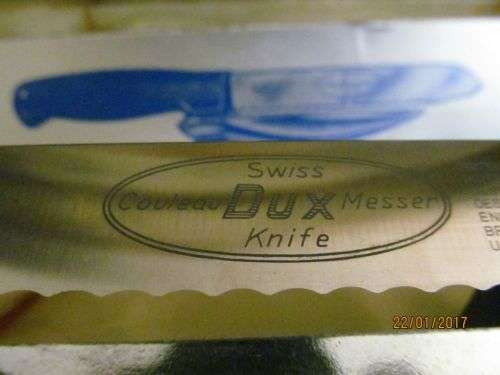 Swiss
Couteau Dux Messer
Knife
22/01/2017